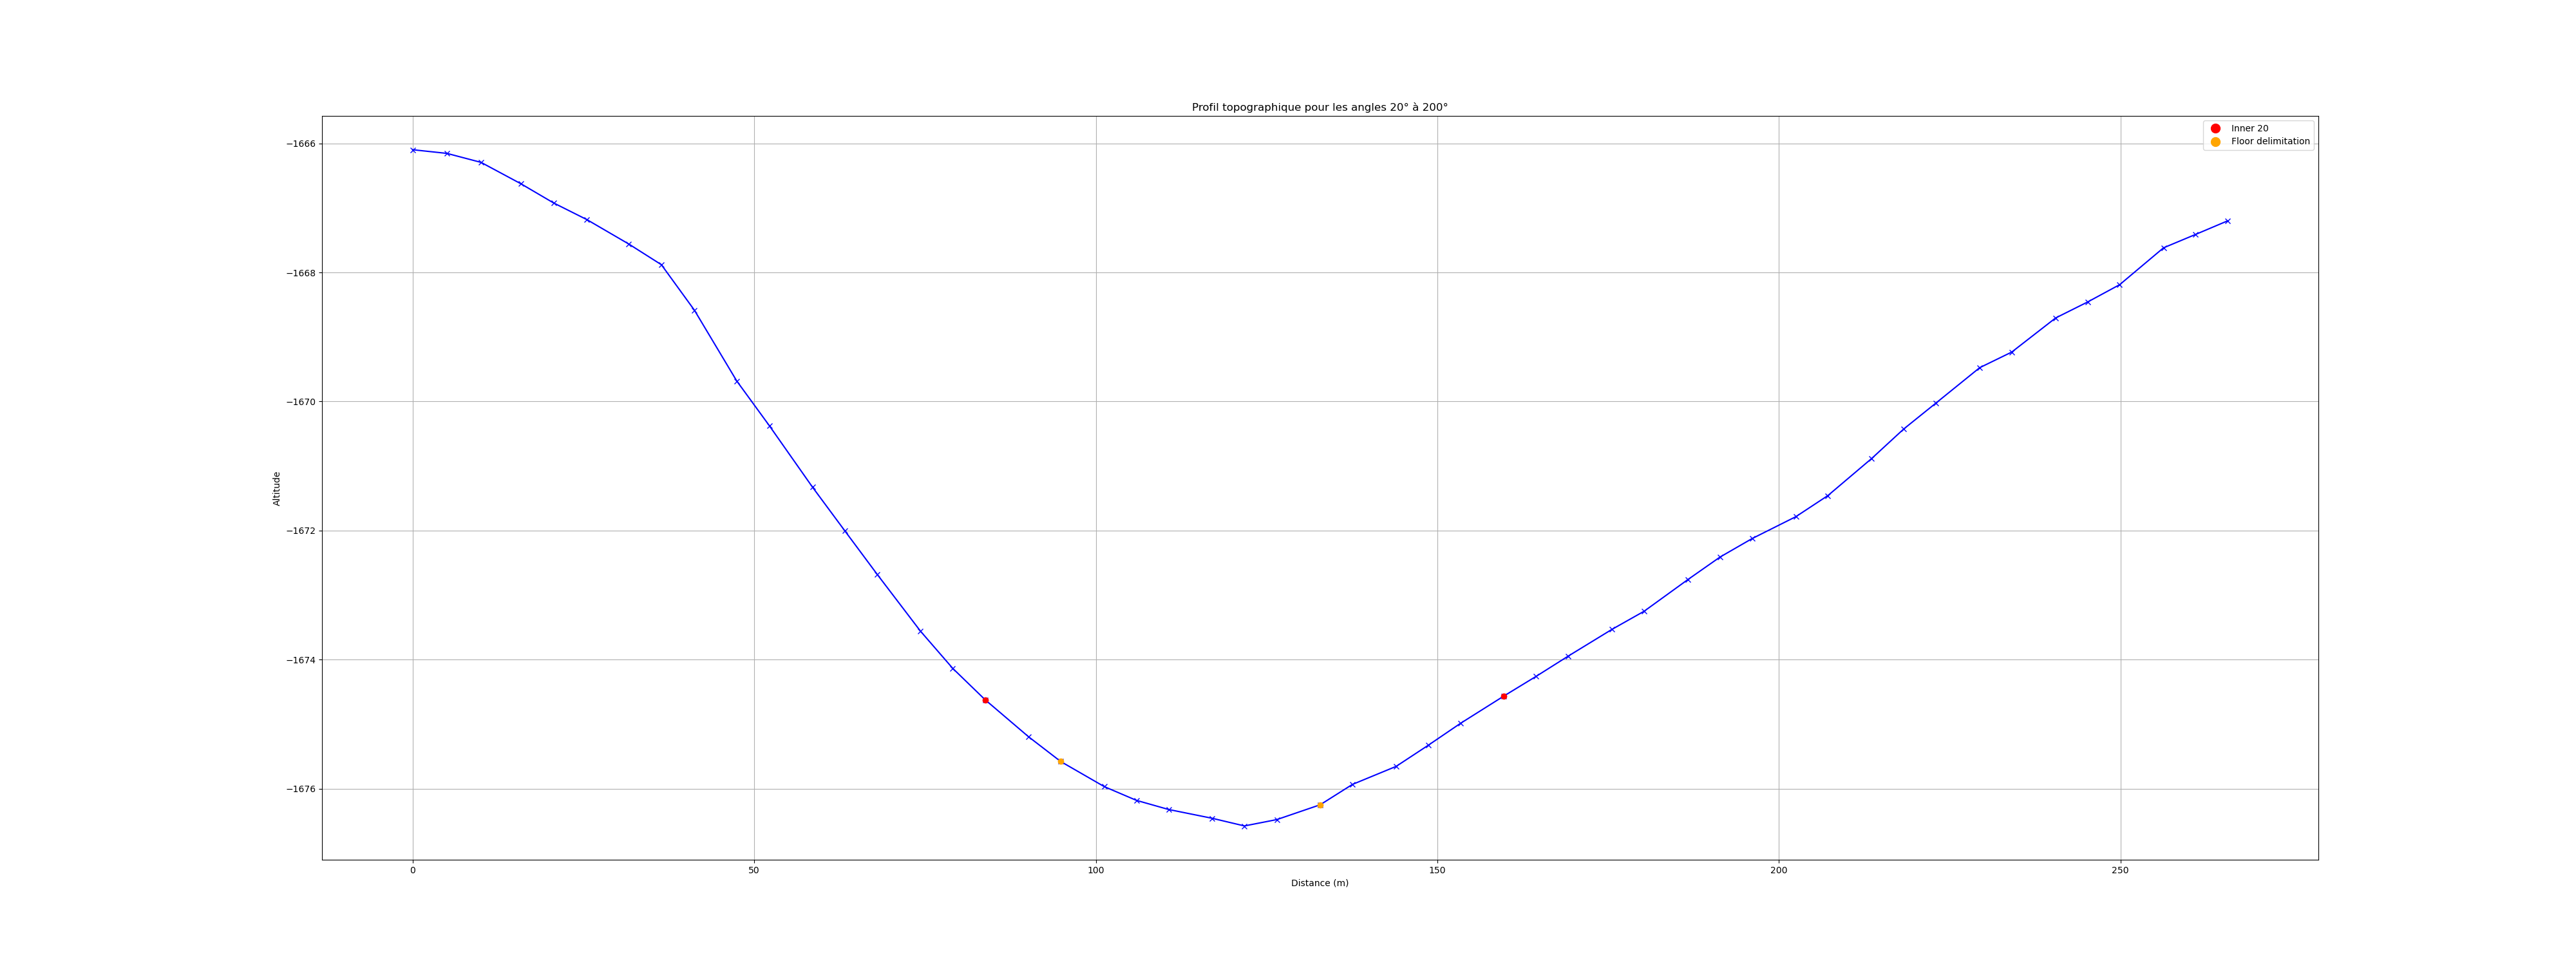 Profil topographique pour les angles 20° à 200°
Inner 20
Floor delimitation
−1666
−1668
−1670
−1672
−1674
−1676
Altitude
0 50 100 150 200 250
Distance (m)